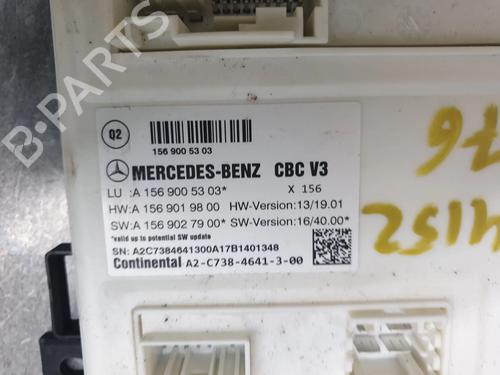 Q2
156 900 53 03
MERCEDES-BENZ CBC V3
LU :A 156 900 53 03* X 156
HW:A 156 901 98 00 HW-Version:13/19.01
SW:A 156 902 79 00* SW-Version:16/40.00*
*valid up to potential SW update
SN: A2C7384641300A17B1401348
Continental A2-C738-4641-3-00
76
4152
B-PARTS